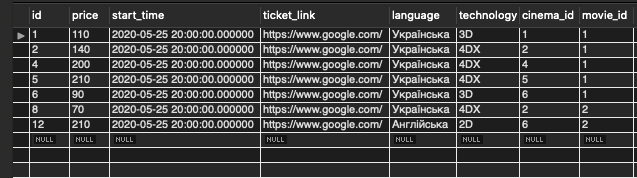 id price start_time ticket_link language technology cinema_id movie_id
1 110 2020-05-25 20:00:00.000000 https://www.google.com/ Українська 3D 1 1
2 140 2020-05-25 20:00:00.000000 https://www.google.com/ Українська 4DX 2 1
4 200 2020-05-25 20:00:00.000000 https://www.google.com/ Українська 4DX 4 1
5 210 2020-05-25 20:00:00.000000 https://www.google.com/ Українська 4DX 5 1
6 90 2020-05-25 20:00:00.000000 https://www.google.com/ Українська 3D 6 1
8 70 2020-05-25 20:00:00.000000 https://www.google.com/ Українська 4DX 2 2
12 210 2020-05-25 20:00:00.000000 https://www.google.com/ Англійська 2D 6 2
NULL NULL NULL NULL NULL NULL NULL NULL